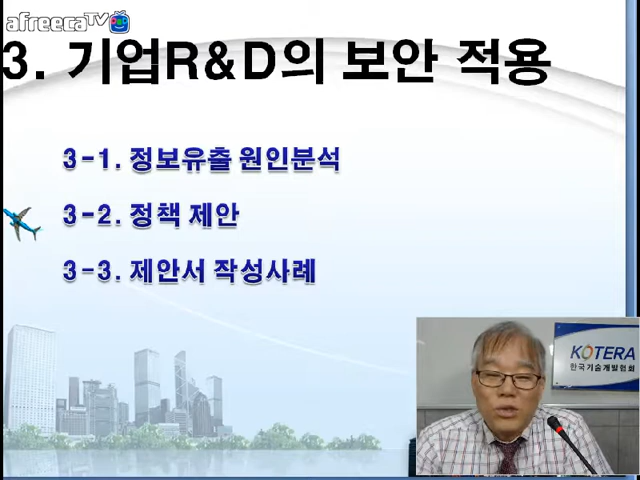 afreecaTV
3. 기업R&D의 보안 적용
3-1. 정보유출 원인분석
3-2. 정책 제안
3-3. 제안서 작성사례
KOTERA
한국기술개발협회